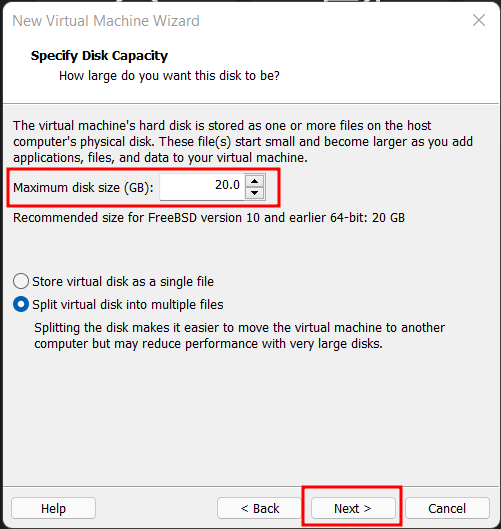 New Virtual Machine Wizard
Specify Disk Capacity
How large do you want this disk to be?
The virtual machine's hard disk is stored as one or more files on the host
computer's physical disk. These file(s) start small and become larger as you add
applications, files, and data to your virtual machine.
Maximum disk size (GB): 20.0
Recommended size for FreeBSD version 10 and earlier 64-bit: 20 GB
Store virtual disk as a single file
Split virtual disk into multiple files
Splitting the disk makes it easier to move the virtual machine to another
computer but may reduce performance with very large disks.
Help < Back Next > Cancel